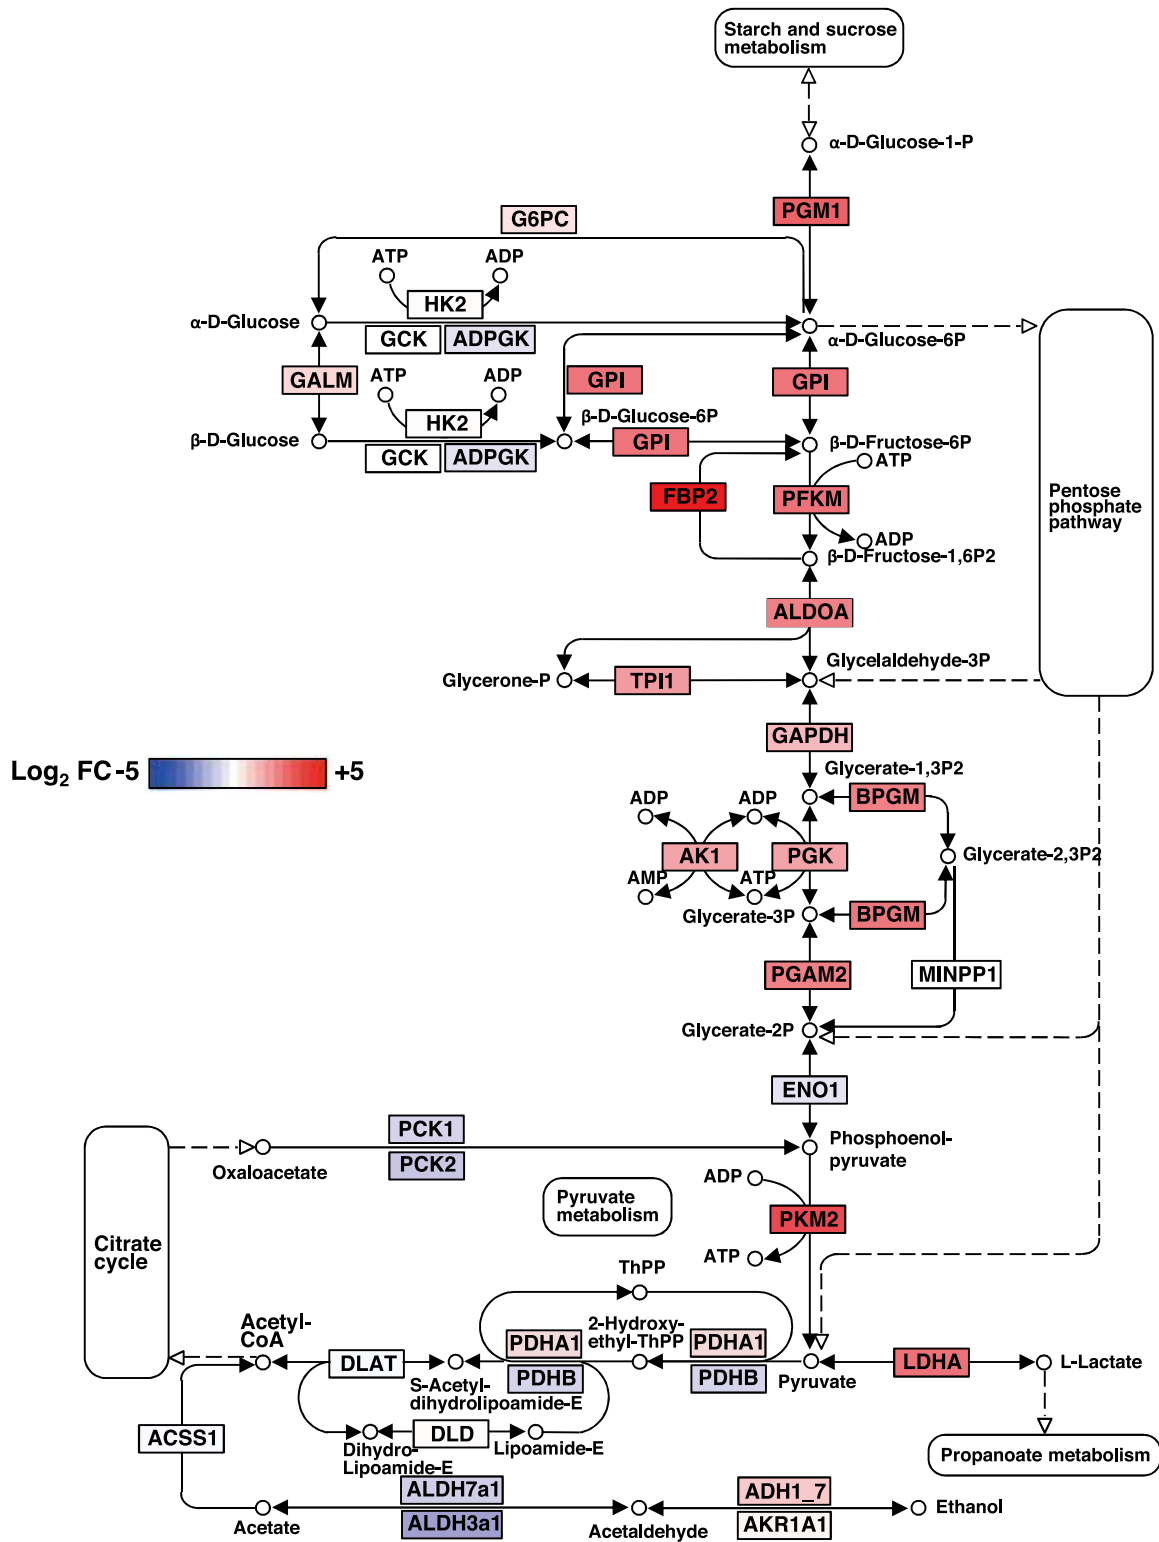 Starch and sucrose
metabolism
α-D-Glucose-1-P
PGM1
G6PC
ATP
ADP
HK2
α-D-Glucose
GCK
ADPGK
α-D-Glucose-6P
GALM
ATP
ADP
GPI
GPI
HK2
β-D-Glucose-6P
β-D-Glucose
GPI
β-D-Fructose-6P
GCK
ADPGK
ATP
FBP2
PFKM
Pentose
phosphate
pathway
ADP
β-D-Fructose-1,6P2
ALDOA
Glycelaldehyde-3P
Glycerone-P
TPI1
GAPDH
Log2 FC -5
+5
Glycerate-1,3P2
ADP
ADP
BPGM
AK1
PGK
Glycerate-2,3P2
AMP
ATP
Glycerate-3P
BPGM
PGAM2
MINPP1
Glycerate-2P
ENO1
PCK1
Phosphoenol-
pyruvate
Oxaloacetate
PCK2
ADP
Pyruvate
metabolism
PKM2
Citrate
cycle
ATP
ThPP
Acetyl-
CoA
2-Hydroxy-
ethyl-ThPP
PDHA1
PDHA1
DLAT
LDHA
L-Lactate
S-Acetyl-
dihydrolipoamide-E
PDHB
PDHB
Pyruvate
ACSS1
DLD
Dihydro-
Lipoamide-E
Lipoamide-E
Propanoate metabolism
ALDH7a1
ADH1_7
Acetate
ALDH3a1
Acetaldehyde
AKR1A1
Ethanol